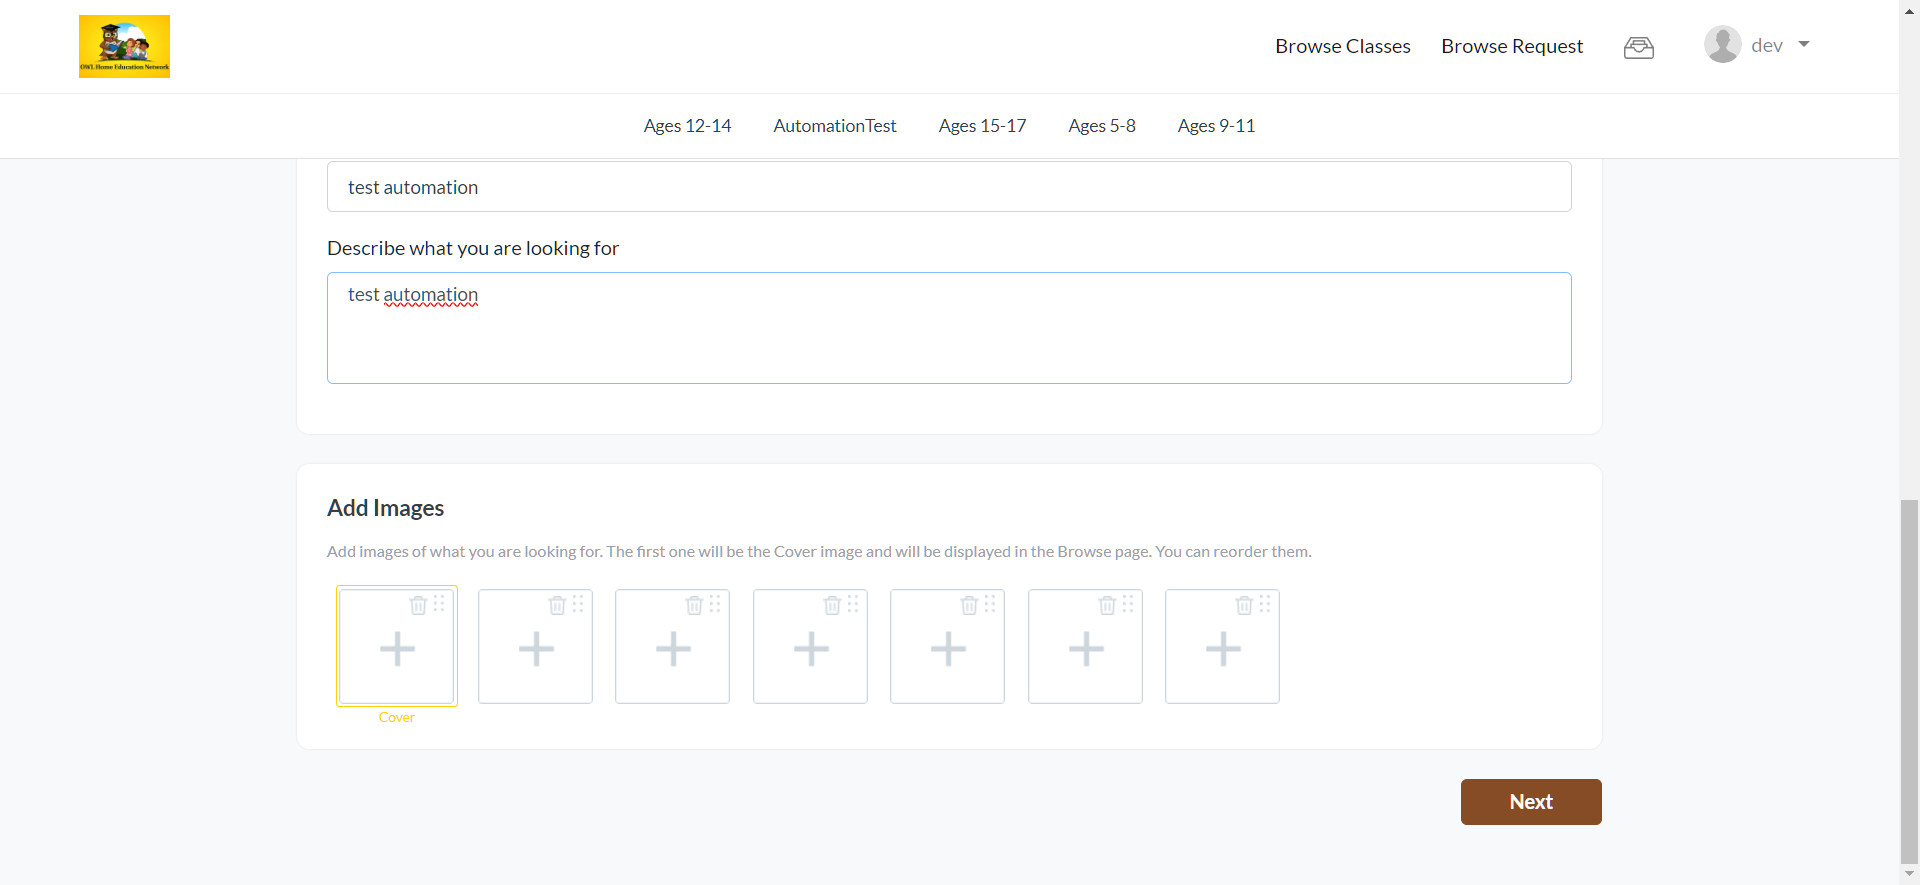 OWL Home Education Network
Browse Classes
Browse Request
dev
Ages 12-14
AutomationTest
Ages 15-17
Ages 5-8
Ages 9-11
test automation
Describe what you are looking for
test automation
Add Images
Add images of what you are looking for. The first one will be the Cover image and will be displayed in the Browse page. You can reorder them.
Cover
Next